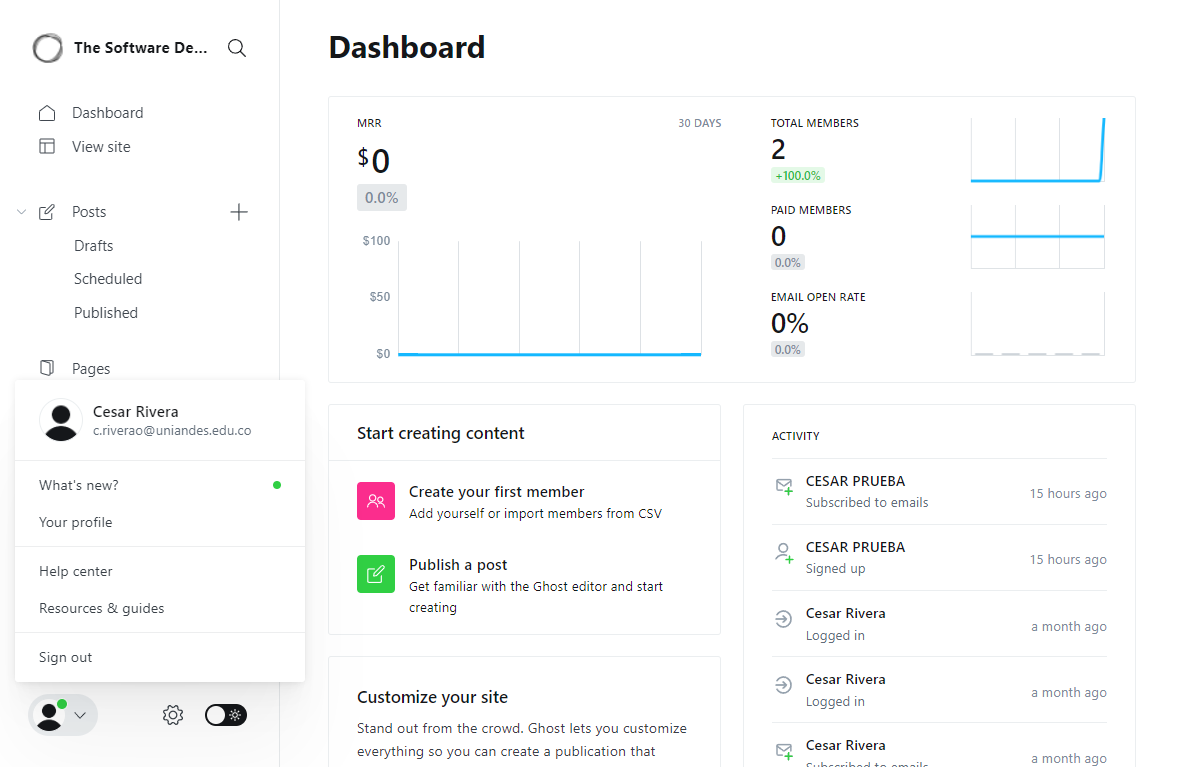 The Software De...
Dashboard
View site
Posts
Drafts
Scheduled
Published
Pages
Cesar Rivera
c.riverao@uniandes.edu.co
What's new?
Your profile
Help center
Resources & guides
Sign out
Dashboard
MRR
30 DAYS
$0
0.0%
$100
$50
$0
TOTAL MEMBERS
2
+100.0%
PAID MEMBERS
0
0.0%
EMAIL OPEN RATE
0%
0.0%
Start creating content
Create your first member
Add yourself or import members from CSV
Publish a post
Get familiar with the Ghost editor and start
creating
Customize your site
Stand out from the crowd. Ghost lets you customize
everything so you can create a publication that
ACTIVITY
CESAR PRUEBA
Subscribed to emails
15 hours ago
CESAR PRUEBA
Signed up
15 hours ago
Cesar Rivera
Logged in
a month ago
Cesar Rivera
Logged in
a month ago
Cesar Rivera
Subscribed to emails
a month ago